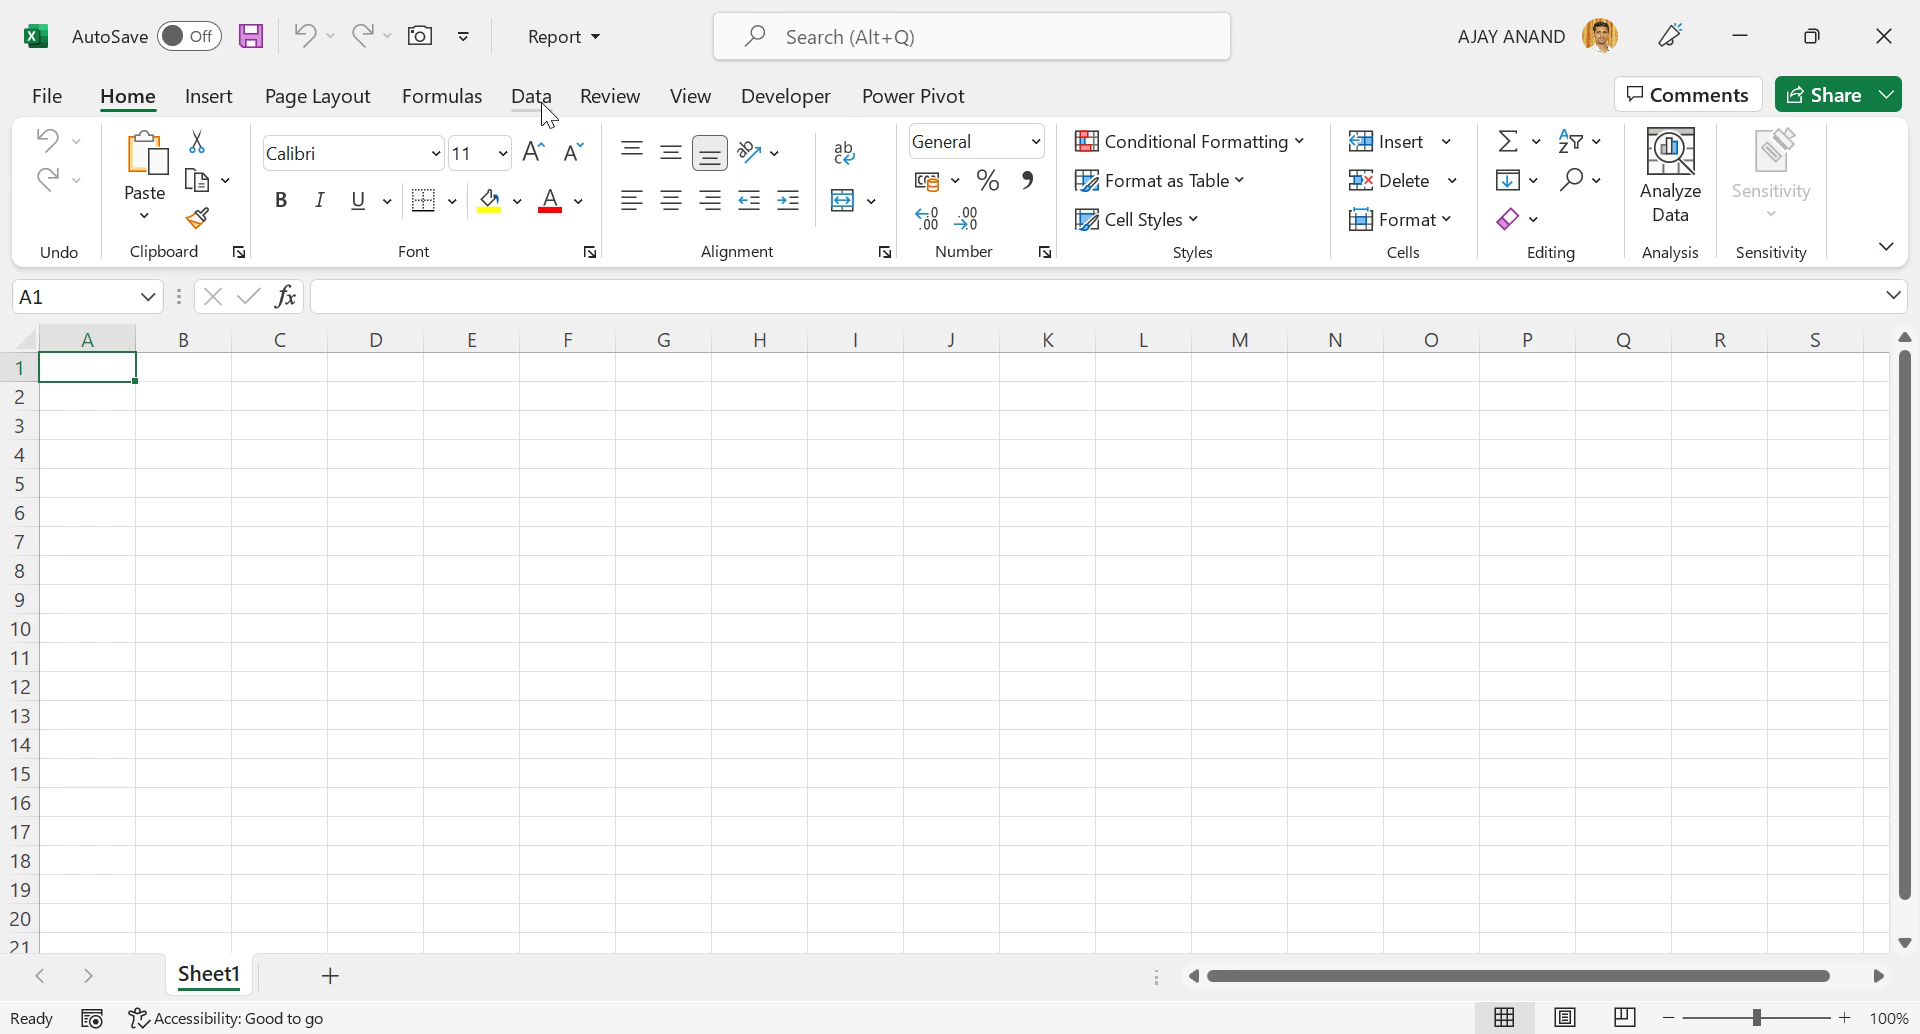 AutoSave Off Report Search (Alt+Q) AJAY ANAND
File Home Insert Page Layout Formulas Data Review View Developer Power Pivot Comments Share
Paste
Calibri 11
B I U A
ab
General
% ,
Conditional Formatting
Format as Table
Cell Styles
Insert
Delete
Format
Analyze
Data
Sensitivity
Undo Clipboard Font Alignment Number Styles Cells Editing Analysis Sensitivity
A1 fx
A B C D E F G H I J K L M N O P Q R S
1
2
3
4
5
6
7
8
9
10
11
12
13
14
15
16
17
18
19
20
21
Sheet1
Ready Accessibility: Good to go 100%